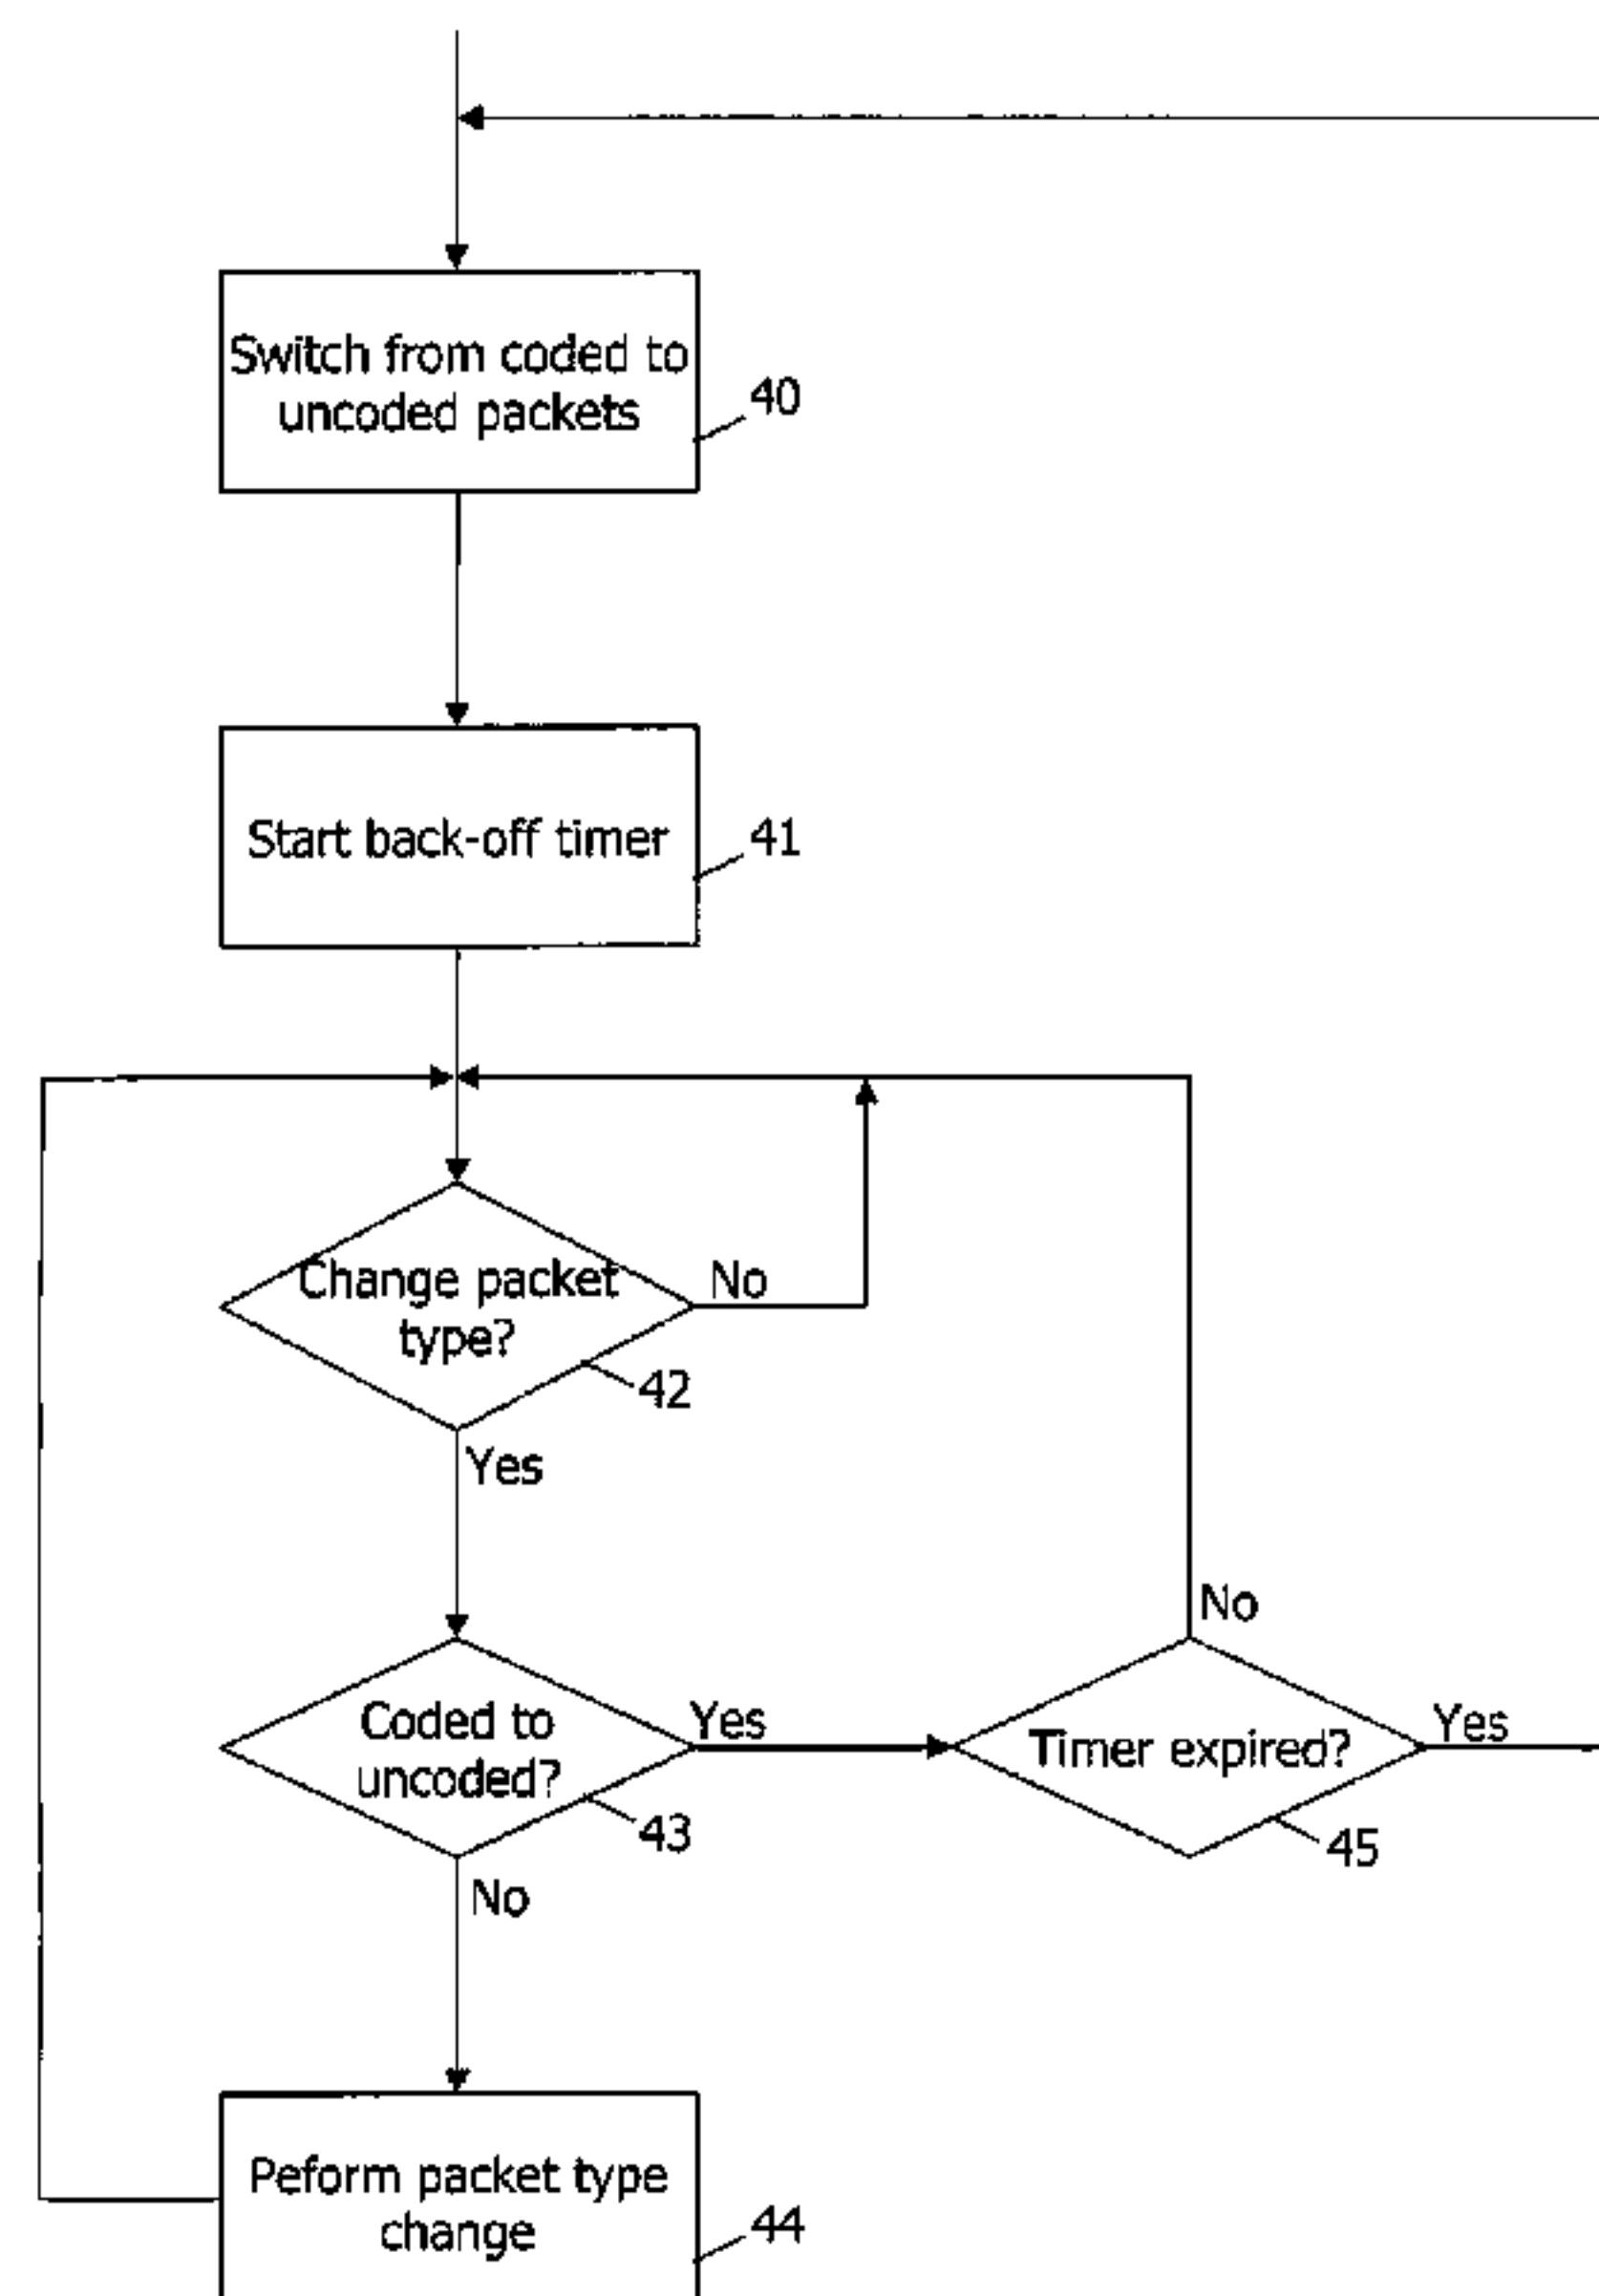 Switch from coded to
uncoded packets
40
Start back-off timer
41
Change packet
type?
No
42
Yes
No
Coded to
uncoded?
Yes
43
Timer expired?
Yes
45
No
Peform packet type
change
44